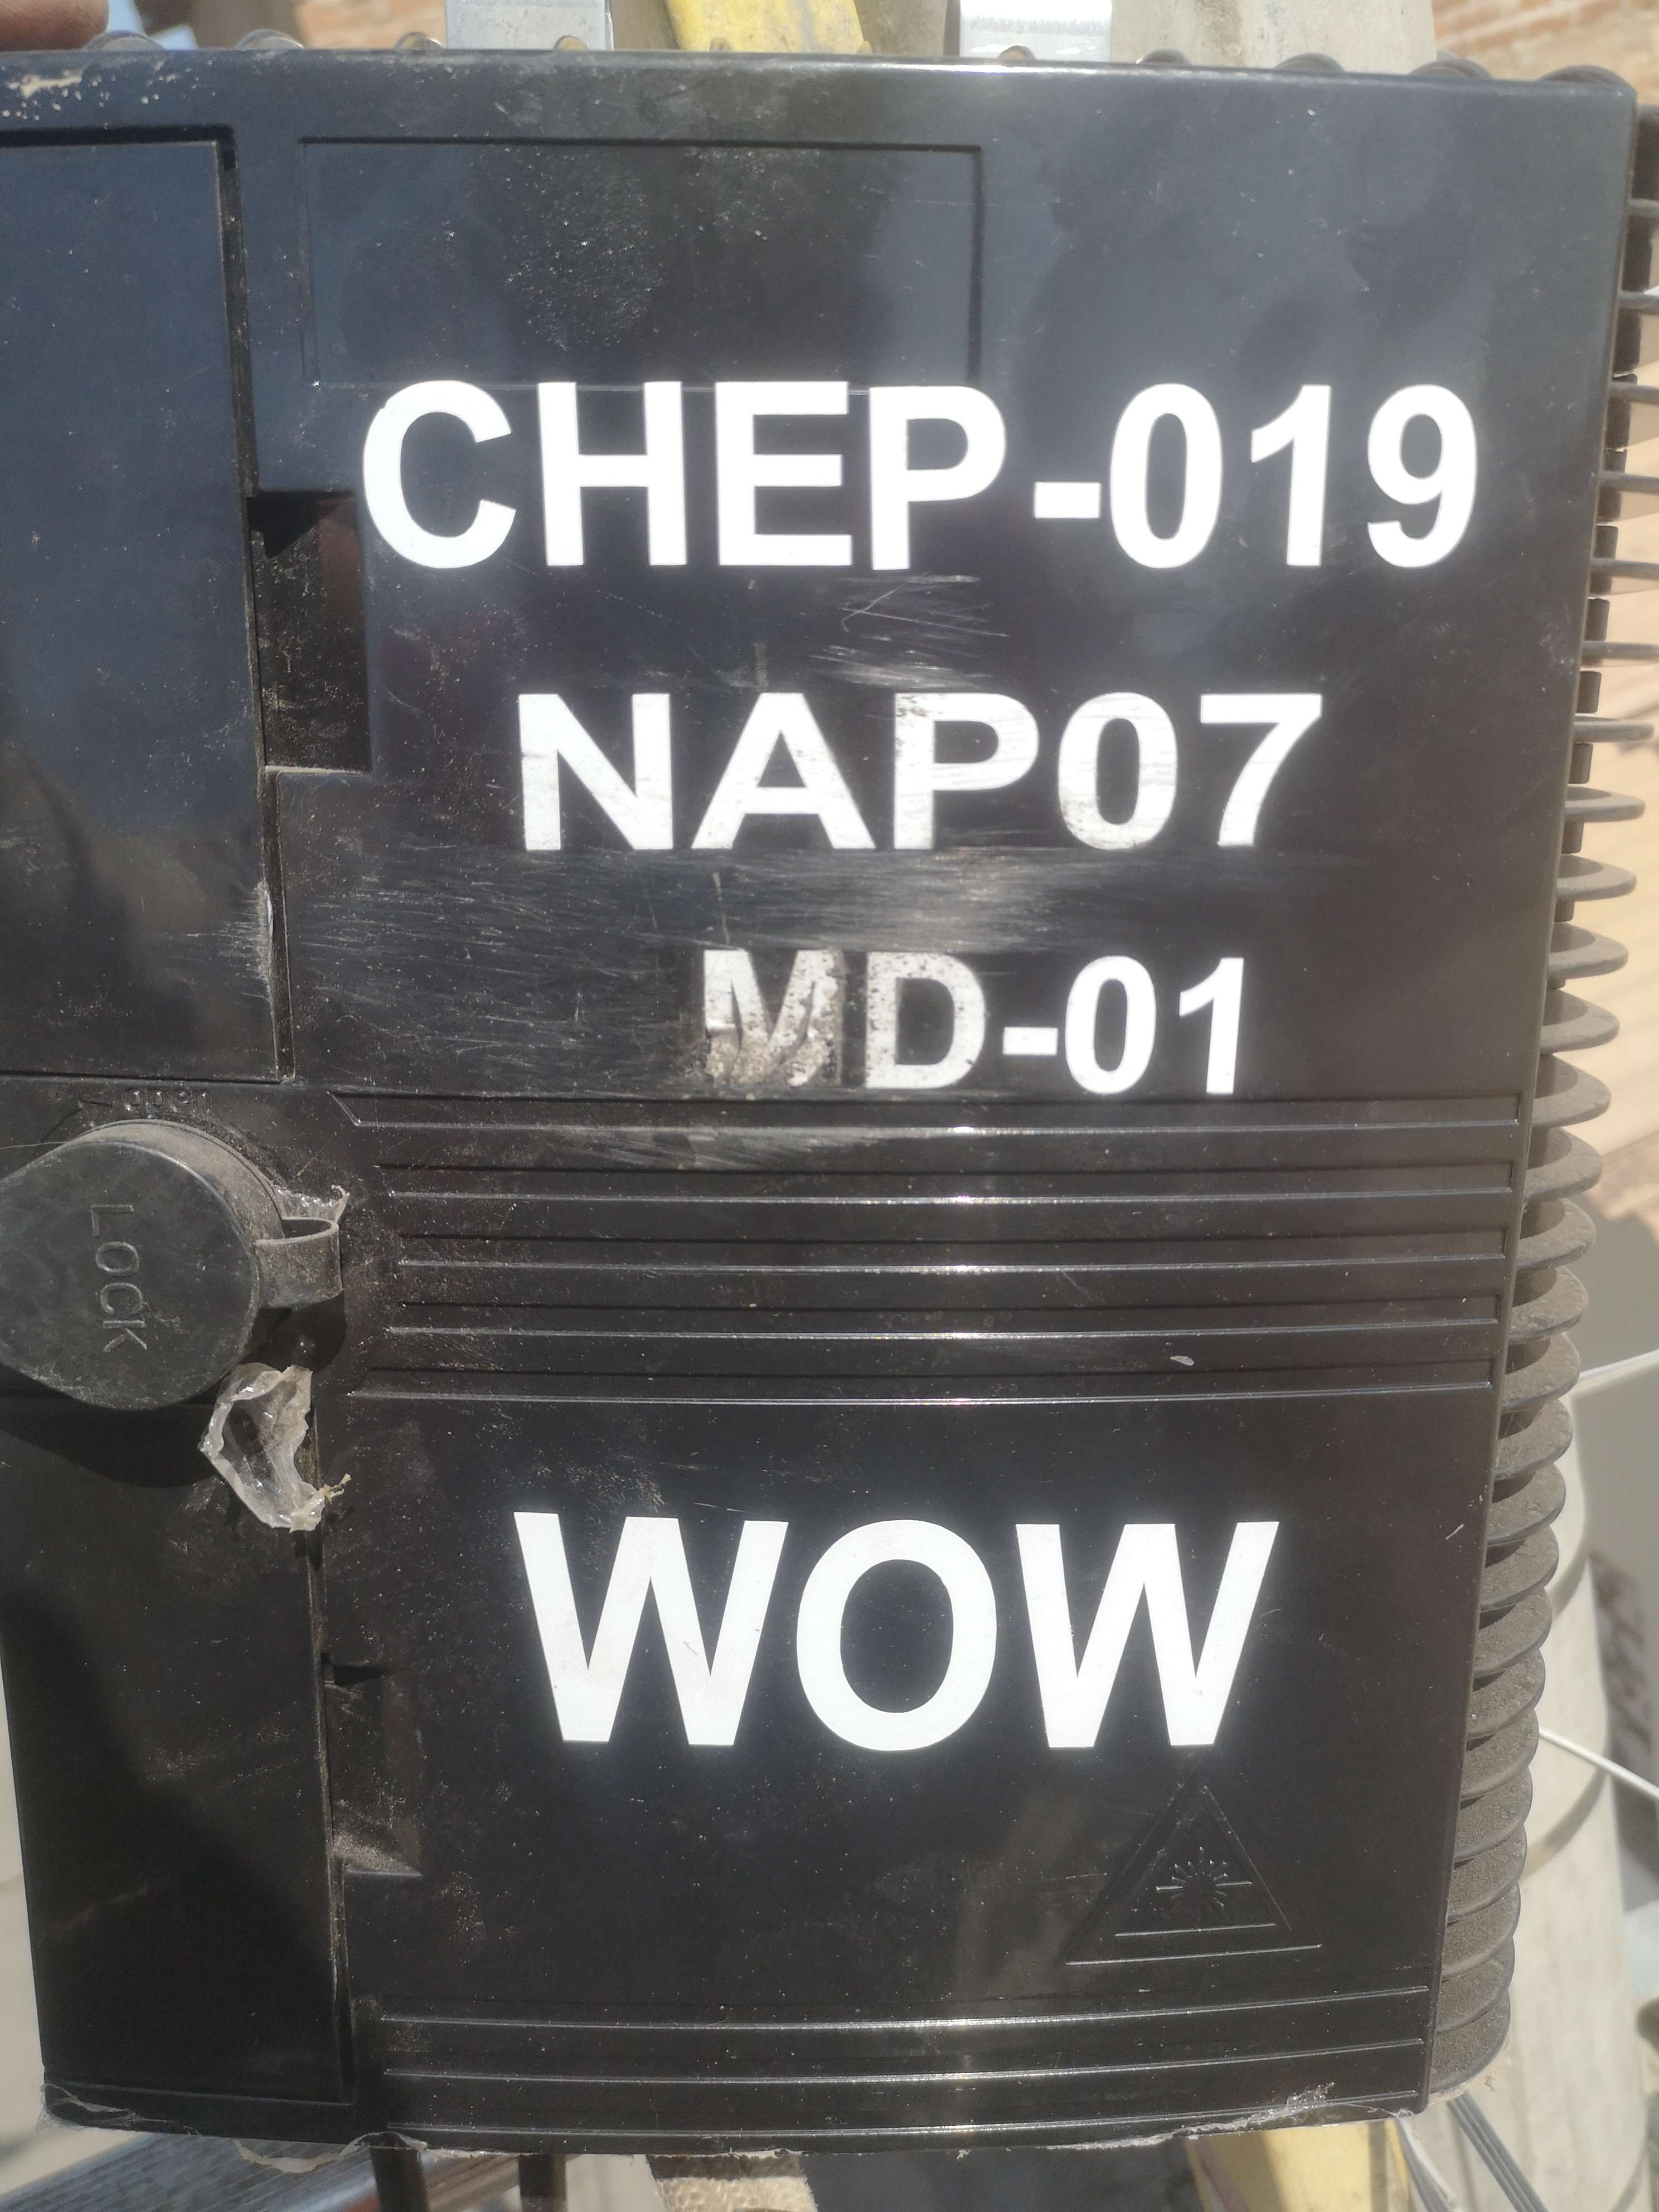 CHEP-019
NAP07
MD-01
LOCK
WOW